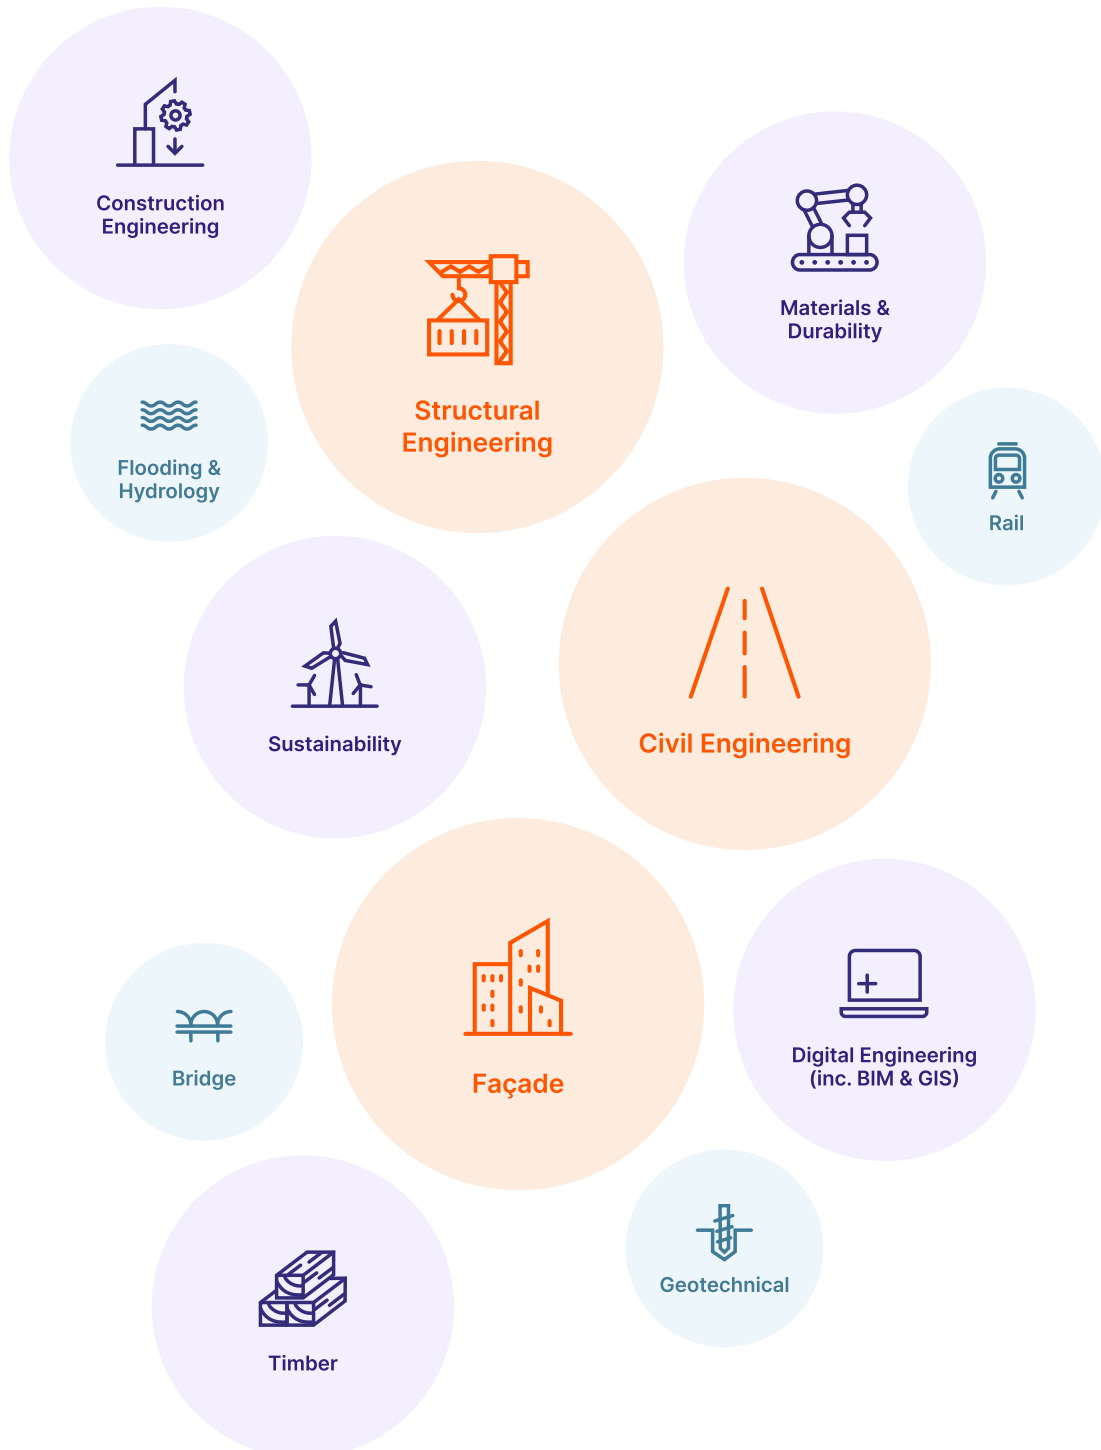 Construction
Engineering
Materials &
Durability
Structural
Engineering
Flooding &
Hydrology
Rail
Sustainability
Civil Engineering
Digital Engineering
(inc. BIM & GIS)
Bridge
Façade
Geotechnical
Timber